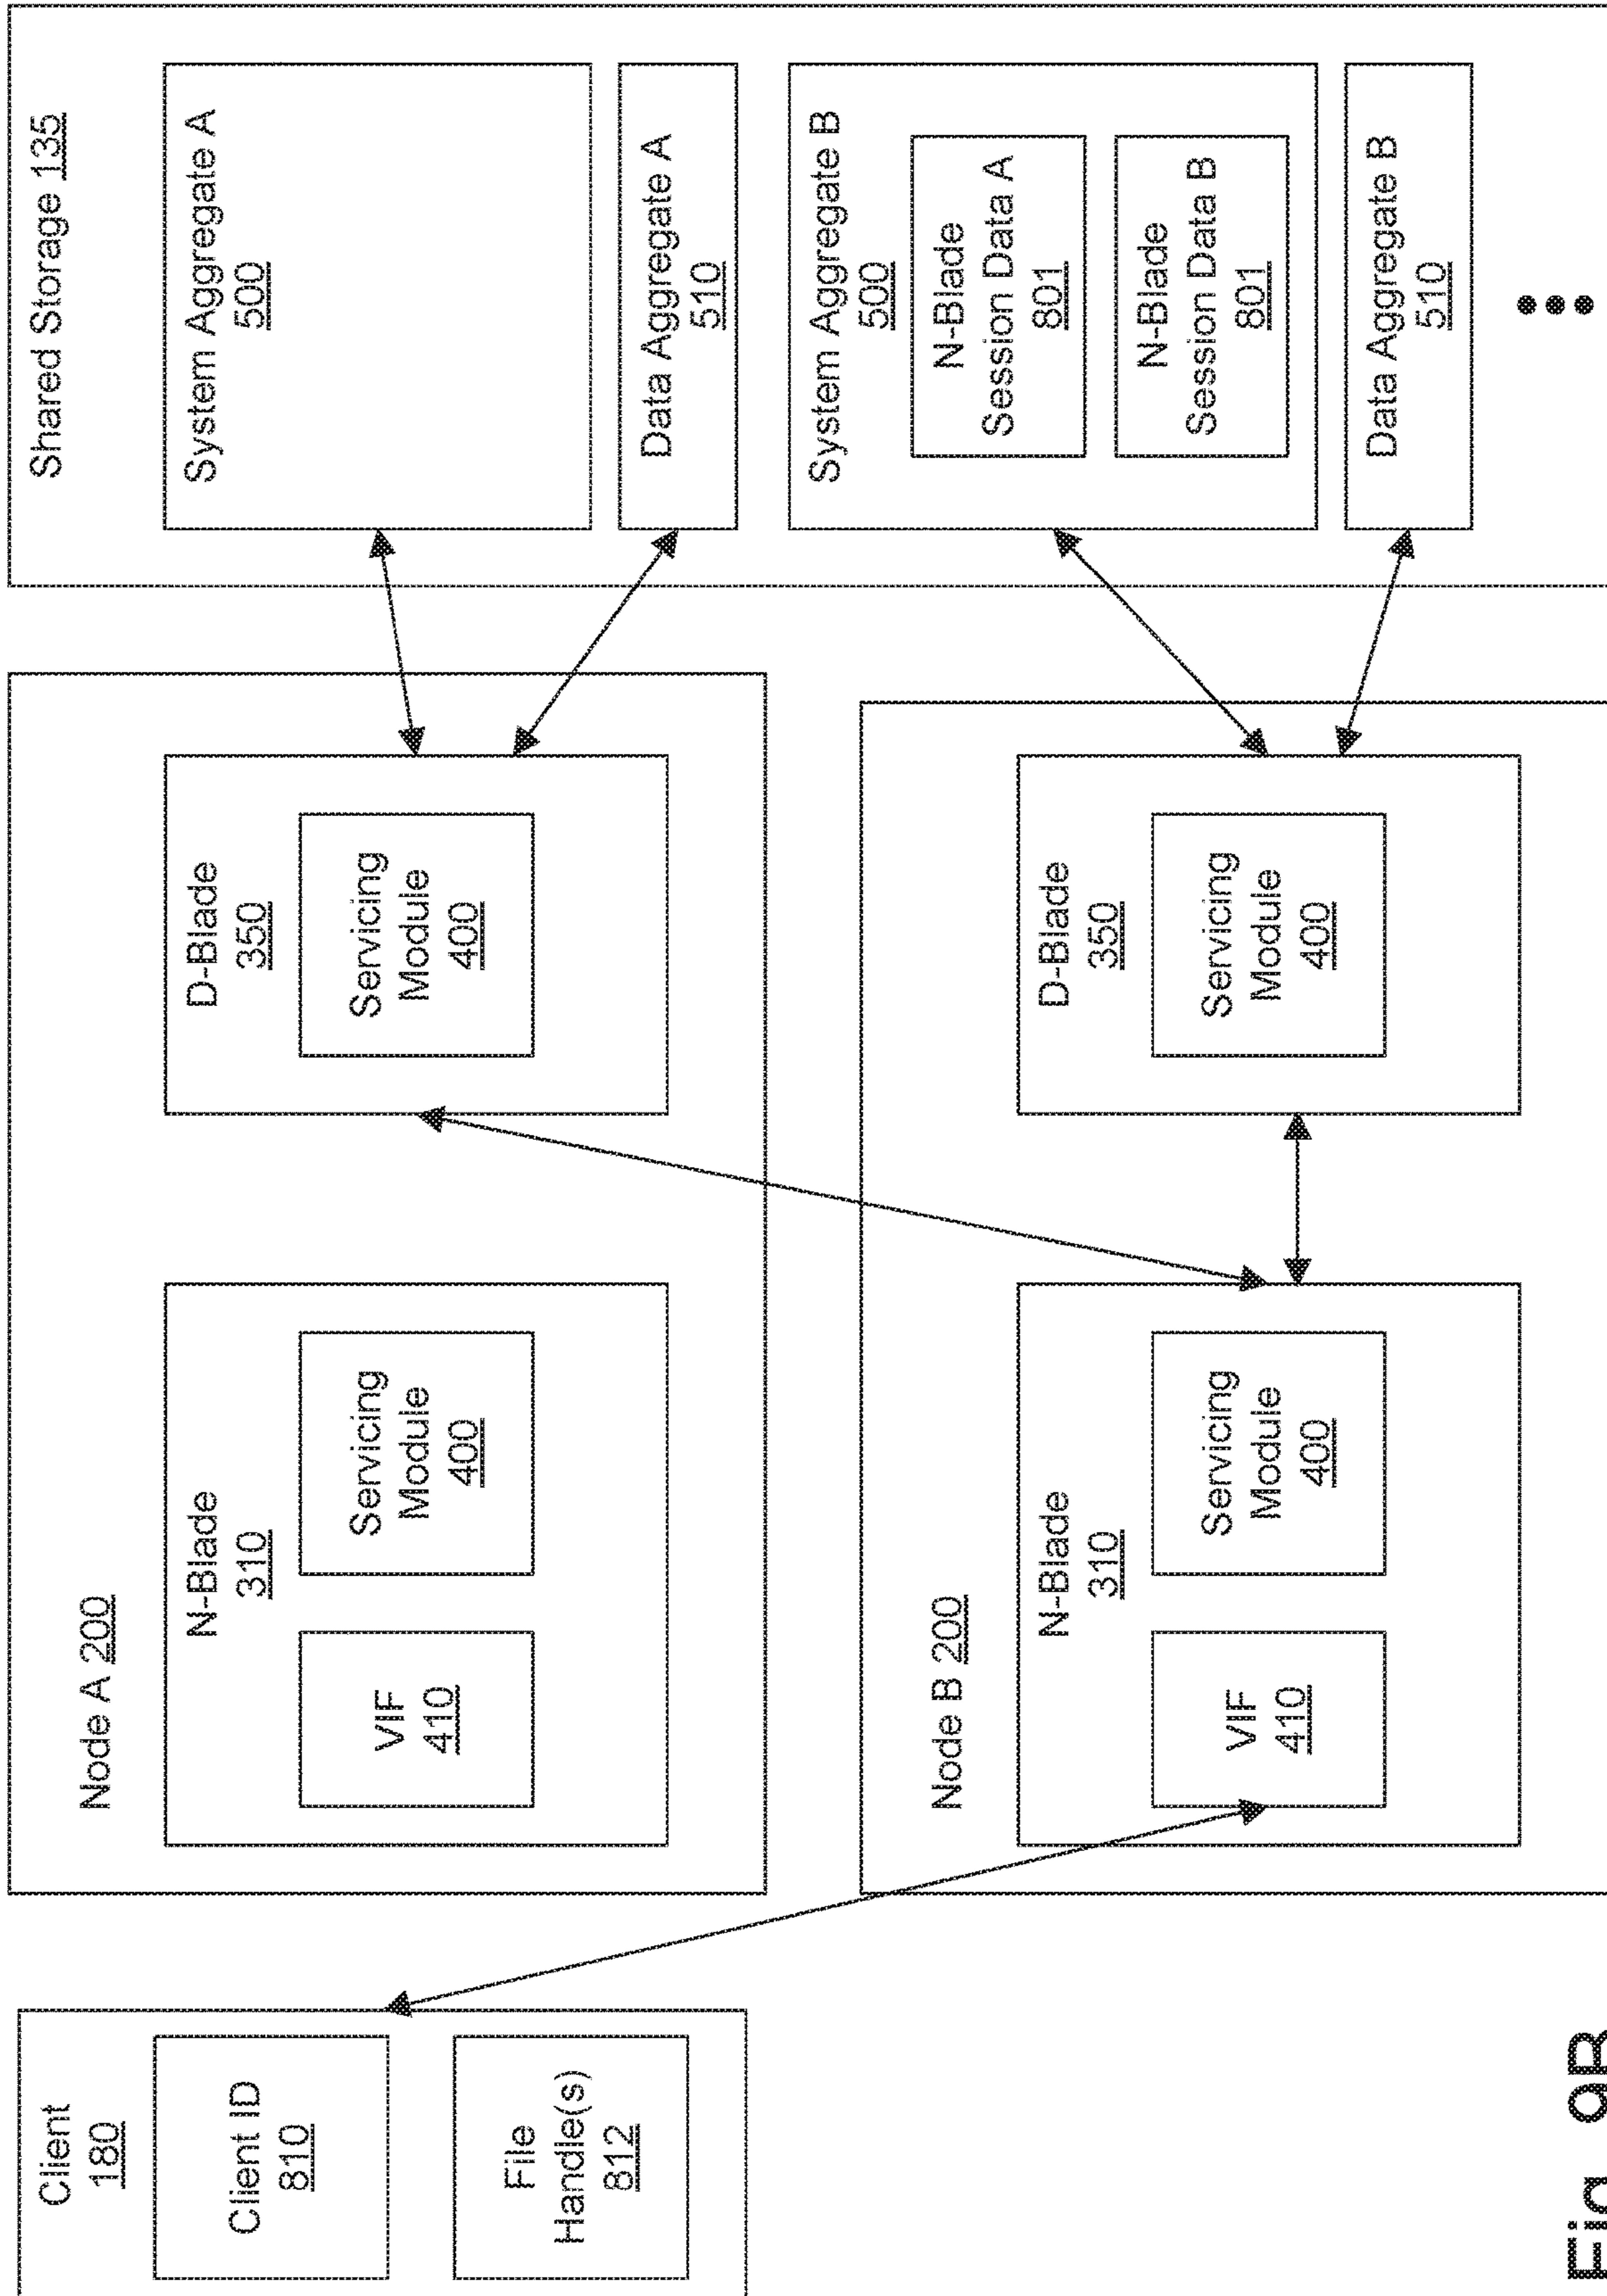 Client
180
Client ID
810
File
Handle(s)
812
Node A 200
N-Blade
310
VIF
410
Servicing
Module
400
D-Blade
350
Servicing
Module
400
Node B 200
N-Blade
310
VIF
410
Servicing
Module
400
D-Blade
350
Servicing
Module
400
Shared Storage 135
System Aggregate A
500
Data Aggregate A
510
System Aggregate B
500
N-Blade
Session Data A
801
N-Blade
Session Data B
801
Data Aggregate B
510
Fig. 9B